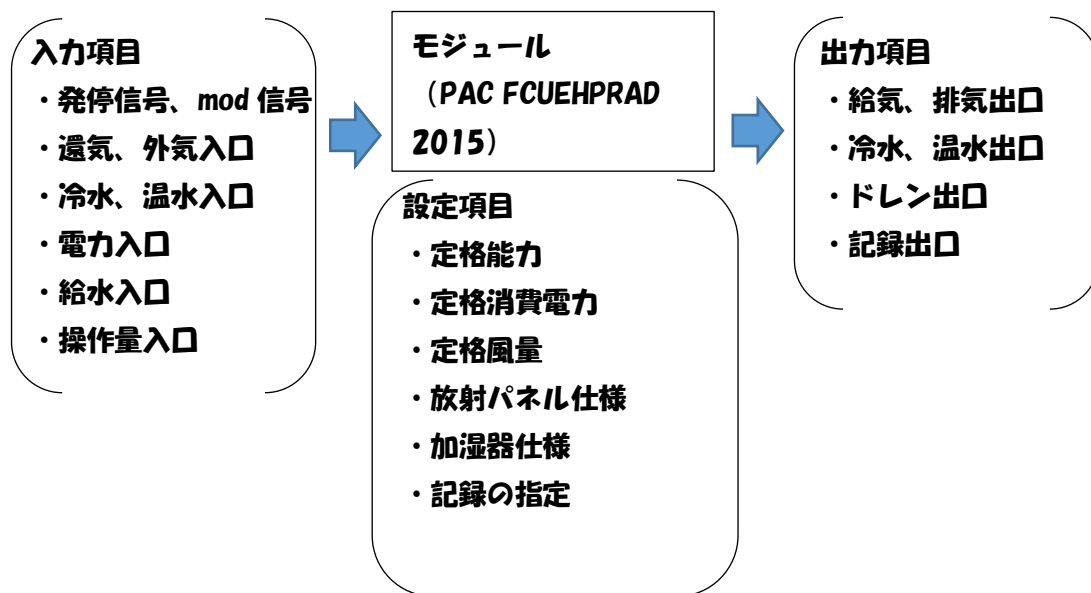 入力項目
・発停信号、mod 信号
・還気、外気入口
・冷水、温水入口
・電力入口
・給水入口
・操作量入口
モジュール
（PAC FCUEHPRAD
2015）
設定項目
・定格能力
・定格消費電力
・定格風量
・放射パネル仕様
・加湿器仕様
・記録の指定
出力項目
・給気、排気出口
・冷水、温水出口
・ドレン出口
・記録出口